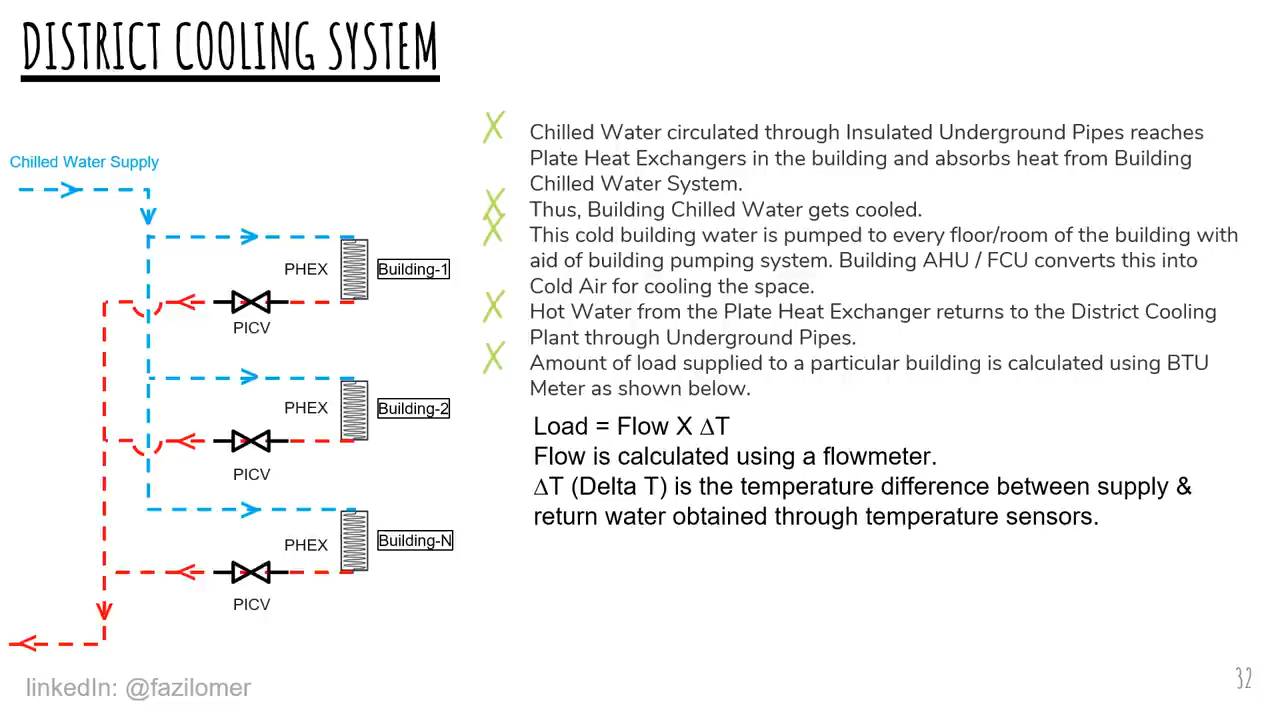 DISTRICT COOLING SYSTEM
Chilled Water Supply
PHEX
Building-1
PICV
PHEX
Building-2
PICV
PHEX
Building-N
PICV
Chilled Water circulated through Insulated Underground Pipes reaches
Plate Heat Exchangers in the building and absorbs heat from Building
Chilled Water System.
Thus, Building Chilled Water gets cooled.
This cold building water is pumped to every floor/room of the building with
aid of building pumping system. Building AHU / FCU converts this into
Cold Air for cooling the space.
Hot Water from the Plate Heat Exchanger returns to the District Cooling
Plant through Underground Pipes.
Amount of load supplied to a particular building is calculated using BTU
Meter as shown below.
Load = Flow X ΔT
Flow is calculated using a flowmeter.
ΔT (Delta T) is the temperature difference between supply &
return water obtained through temperature sensors.
linkedIn: @fazilomer
32